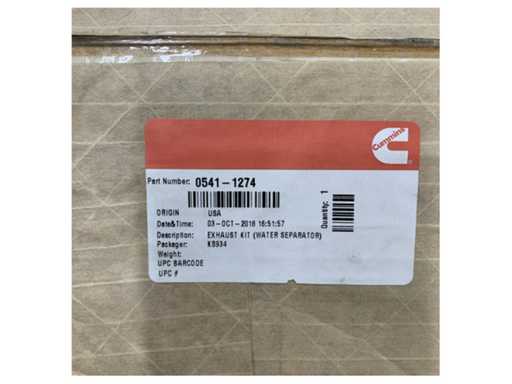 Cummins
Part Number: 0541-1274
Quantity: 1
ORIGIN USA
Date&Time: 03-OCT-2018 16:51:57
Description: EXHAUST KIT (WATER SEPARATOR)
Packager: KB934
Weight:
UPC BARCODE
UPC #